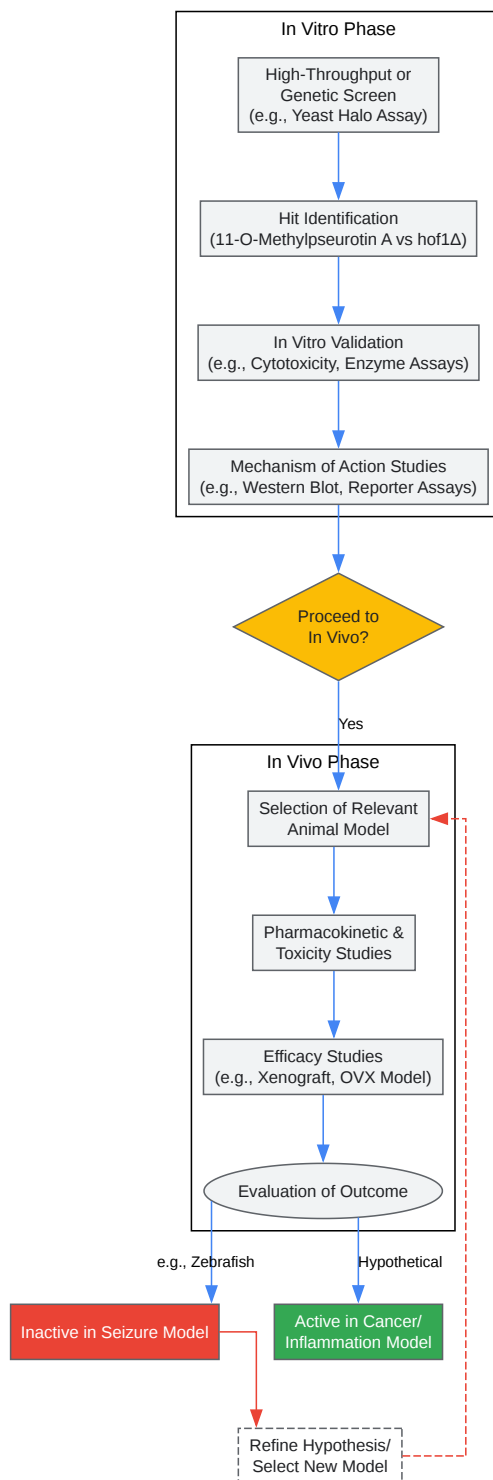 In Vitro Phase
High-Throughput or
Genetic Screen
(e.g., Yeast Halo Assay)
Hit Identification
(11-O-Methylpseurotin A vs hof1Δ)
In Vitro Validation
(e.g., Cytotoxicity, Enzyme Assays)
Mechanism of Action Studies
(e.g., Western Blot, Reporter Assays)
Proceed to
In Vivo?
Yes
In Vivo Phase
Selection of Relevant
Animal Model
Pharmacokinetic &
Toxicity Studies
Efficacy Studies
(e.g., Xenograft, OVX Model)
Evaluation of Outcome
e.g., Zebrafish
Hypothetical
Inactive in Seizure Model
Active in Cancer/
Inflammation Model
Refine Hypothesis/
Select New Model